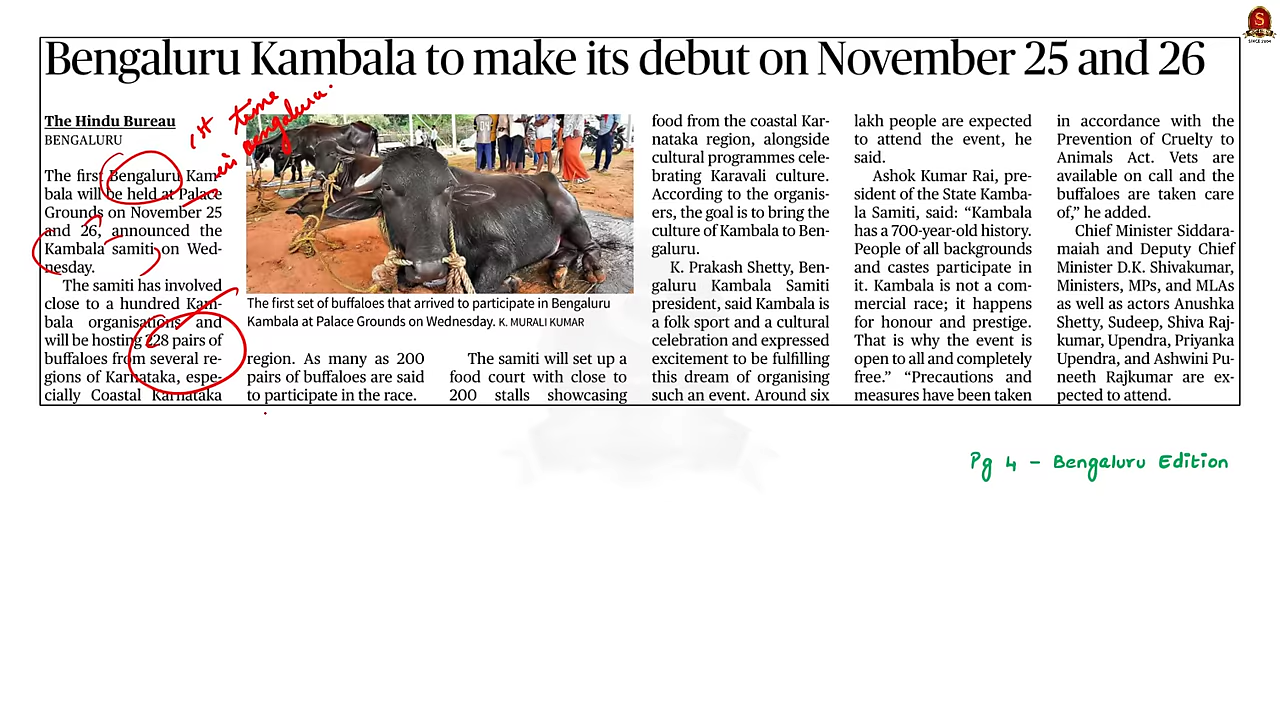 Bengaluru Kambala to make its debut on November 25 and 26
The Hindu Bureau
BENGALURU
The first Bengaluru Kam-
bala will be held at Palace
Grounds on November 25
and 26, announced the
Kambala samiti on Wed-
nesday.
The samiti has involved
close to a hundred Kam-
bala organisations and
will be hosting 228 pairs of
buffaloes from several re-
gions of Karnataka, espe-
cially Coastal Karnataka
1st time
in Bengaluru.
The first set of buffaloes that arrived to participate in Bengaluru
Kambala at Palace Grounds on Wednesday. K. MURALI KUMAR
region. As many as 200
pairs of buffaloes are said
to participate in the race.
The samiti will set up a
food court with close to
200 stalls showcasing
food from the coastal Kar-
nataka region, alongside
cultural programmes cele-
brating Karavali culture.
According to the organis-
ers, the goal is to bring the
culture of Kambala to Ben-
galuru.
K. Prakash Shetty, Ben-
galuru Kambala Samiti
president, said Kambala is
a folk sport and a cultural
celebration and expressed
excitement to be fulfilling
this dream of organising
such an event. Around six
lakh people are expected
to attend the event, he
said.
Ashok Kumar Rai, pre-
sident of the State Kamba-
la Samiti, said: “Kambala
has a 700-year-old history.
People of all backgrounds
and castes participate in
it. Kambala is not a com-
mercial race; it happens
for honour and prestige.
That is why the event is
open to all and completely
free.” “Precautions and
measures have been taken
in accordance with the
Prevention of Cruelty to
Animals Act. Vets are
available on call and the
buffaloes are taken care
of,” he added.
Chief Minister Siddara-
maiah and Deputy Chief
Minister D.K. Shivakumar,
Ministers, MPs, and MLAs
as well as actors Anushka
Shetty, Sudeep, Shiva Raj-
kumar, Upendra, Priyanka
Upendra, and Ashwini Pu-
neeth Rajkumar are ex-
pected to attend.
Pg 4 - Bengaluru Edition
S
SINCE 2004